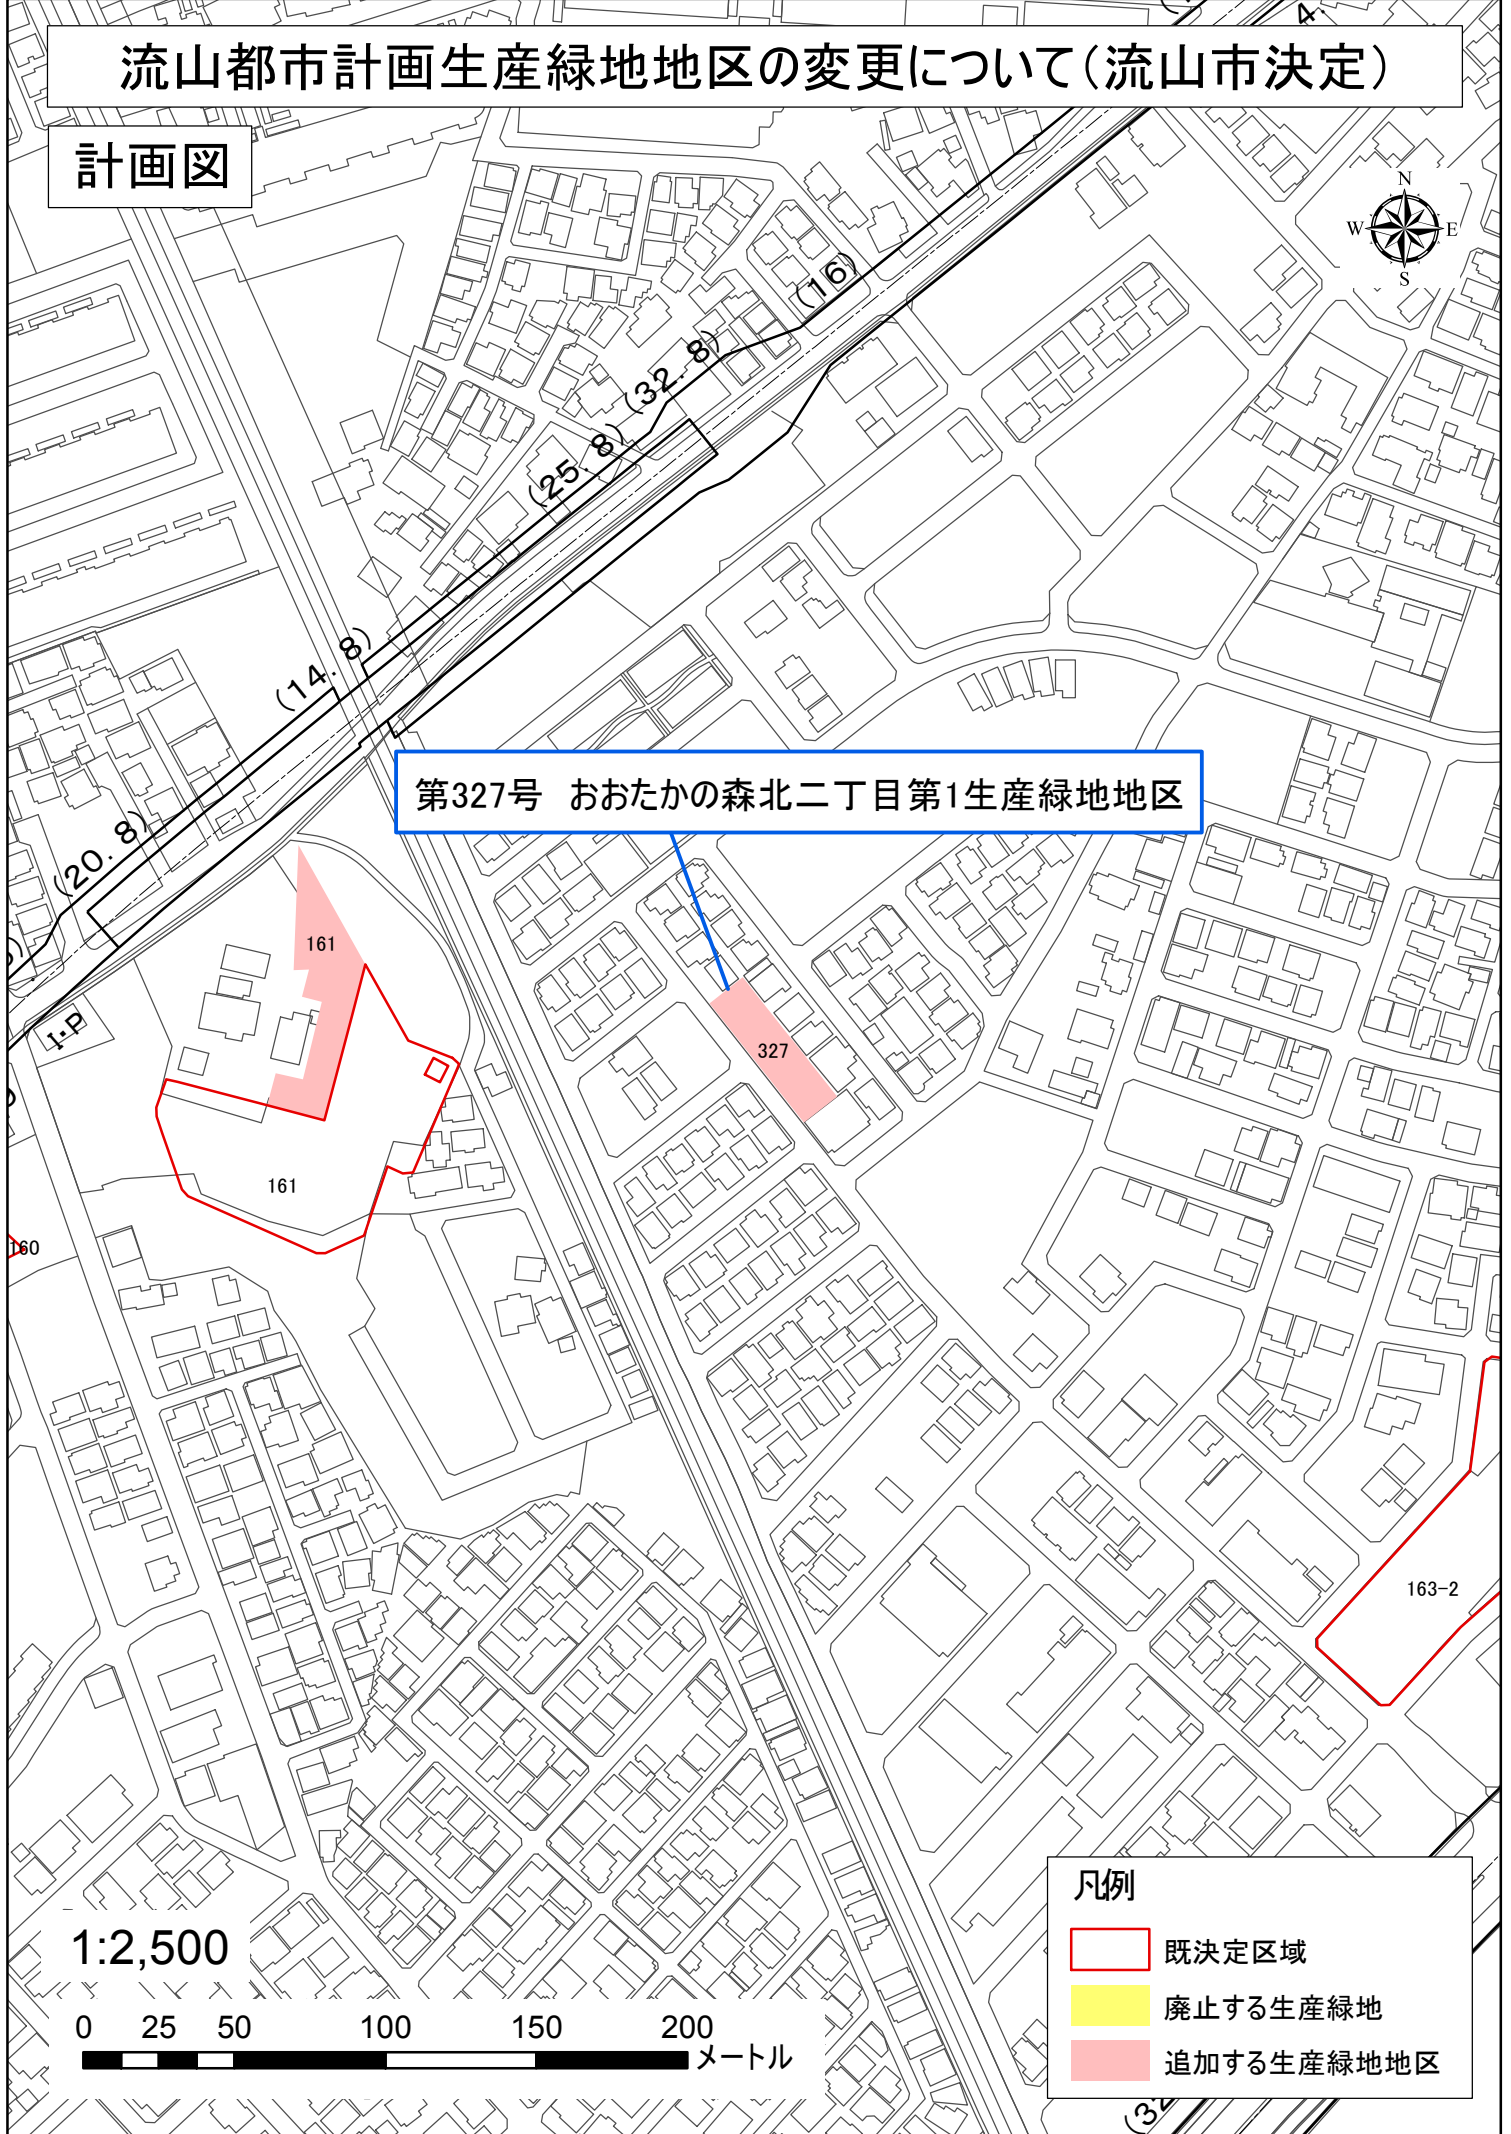 流山都市計画生産緑地地区の変更について（流山市決定）
計画図
N
W E
S
(16)
(32.8)
(25.8)
(14.8)
(20.8)
第327号　おおたかの森北二丁目第1生産緑地地区
161
327
I・P
161
160
163-2
凡例
既決定区域
廃止する生産緑地
追加する生産緑地地区
1:2,500
0 25 50 100 150 200
メートル
(32